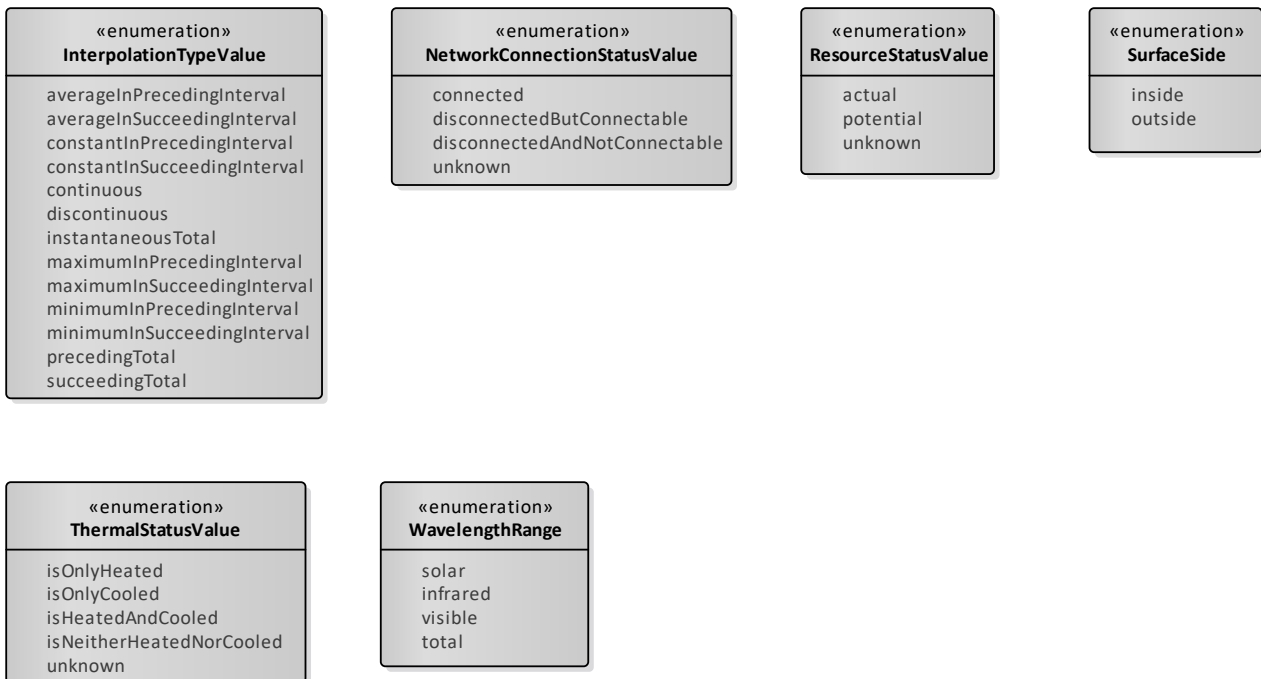 «enumeration»
InterpolationTypeValue
averageInPrecedingInterval
averageInSucceedingInterval
constantInPrecedingInterval
constantInSucceedingInterval
continuous
discontinuous
instantaneousTotal
maximumInPrecedingInterval
maximumInSucceedingInterval
minimumInPrecedingInterval
minimumInSucceedingInterval
precedingTotal
succeedingTotal
«enumeration»
NetworkConnectionStatusValue
connected
disconnectedButConnectable
disconnectedAndNotConnectable
unknown
«enumeration»
ResourceStatusValue
actual
potential
unknown
«enumeration»
SurfaceSide
inside
outside
«enumeration»
ThermalStatusValue
isOnlyHeated
isOnlyCooled
isHeatedAndCooled
isNeitherHeatedNorCooled
unknown
«enumeration»
WavelengthRange
solar
infrared
visible
total